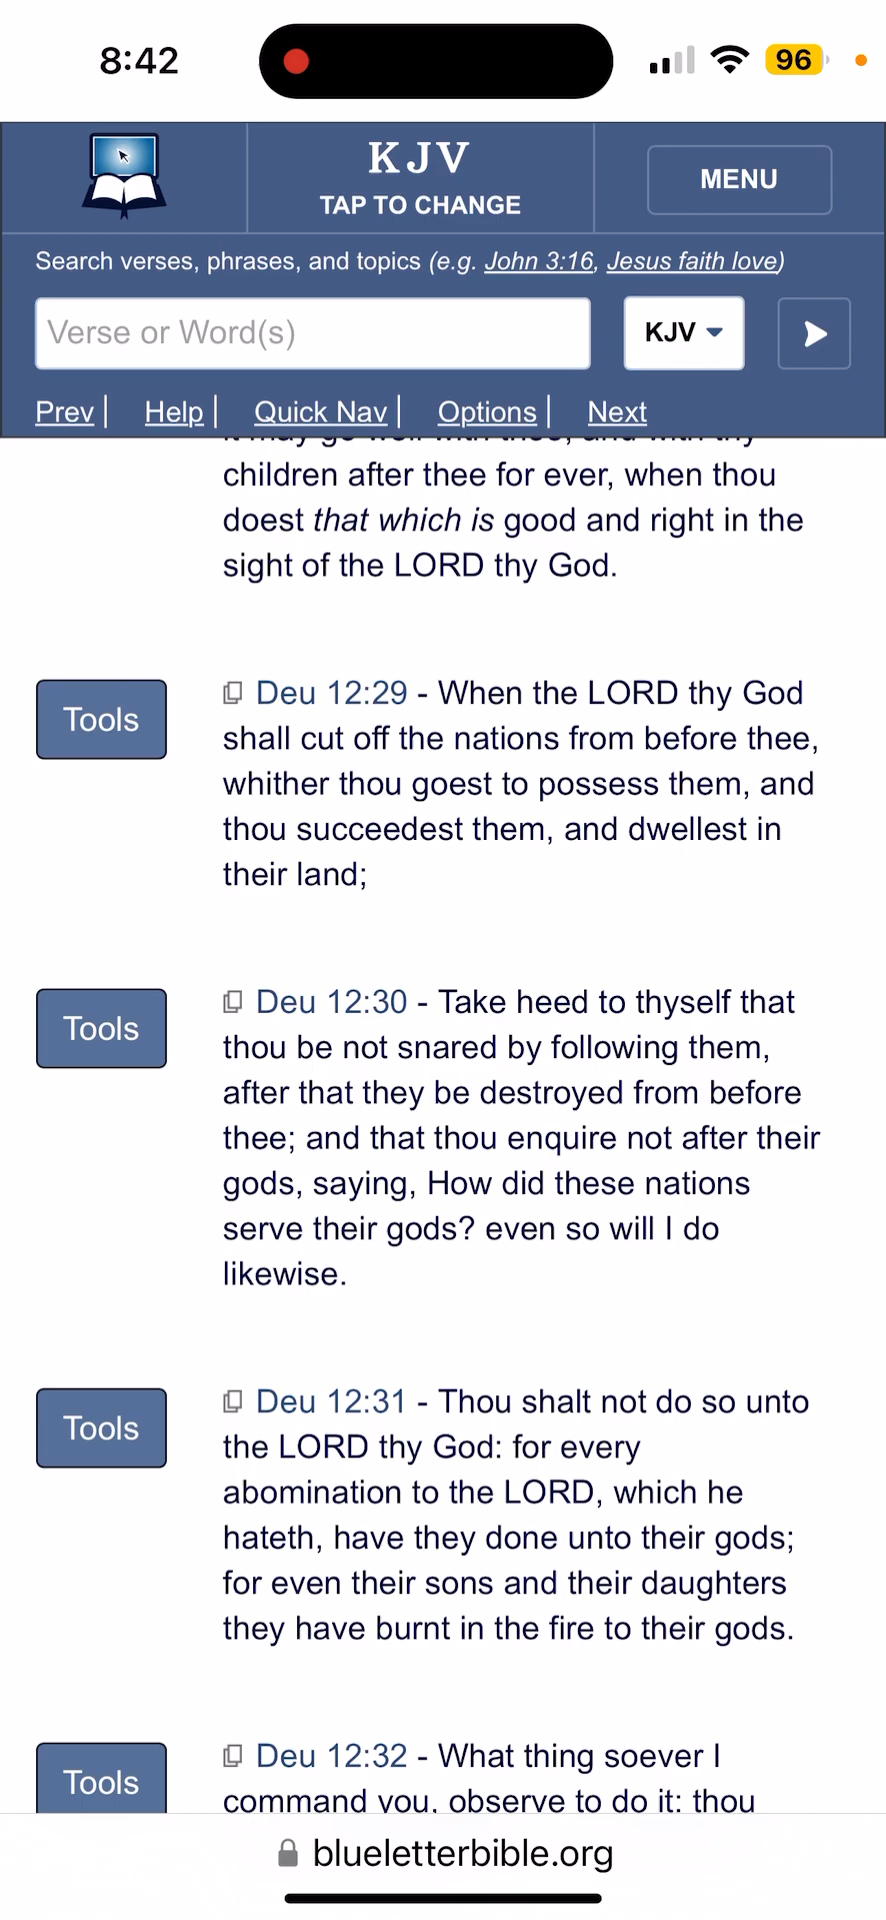 8:42
96
KJV
TAP TO CHANGE
MENU
Search verses, phrases, and topics (e.g. John 3:16, Jesus faith love)
Verse or Word(s)
KJV
Prev | Help | Quick Nav | Options | Next
it may go well with thee, and with thy
children after thee for ever, when thou
doest that which is good and right in the
sight of the LORD thy God.
Tools
Deu 12:29 - When the LORD thy God
shall cut off the nations from before thee,
whither thou goest to possess them, and
thou succeedest them, and dwellest in
their land;
Tools
Deu 12:30 - Take heed to thyself that
thou be not snared by following them,
after that they be destroyed from before
thee; and that thou enquire not after their
gods, saying, How did these nations
serve their gods? even so will I do
likewise.
Tools
Deu 12:31 - Thou shalt not do so unto
the LORD thy God: for every
abomination to the LORD, which he
hateth, have they done unto their gods;
for even their sons and their daughters
they have burnt in the fire to their gods.
Tools
Deu 12:32 - What thing soever I
command you, observe to do it: thou
blueletterbible.org